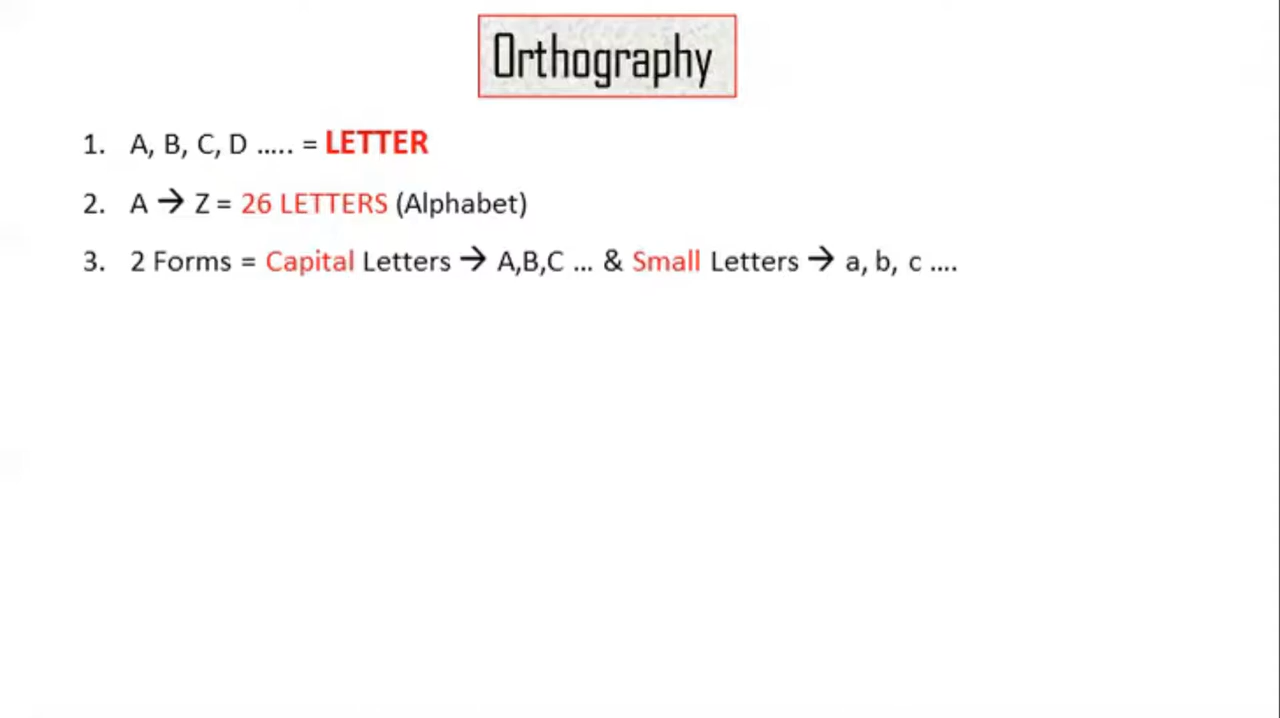 Orthography
1. A, B, C, D ..... = LETTER
2. A → Z = 26 LETTERS (Alphabet)
3. 2 Forms = Capital Letters → A,B,C ... & Small Letters → a, b, c ....